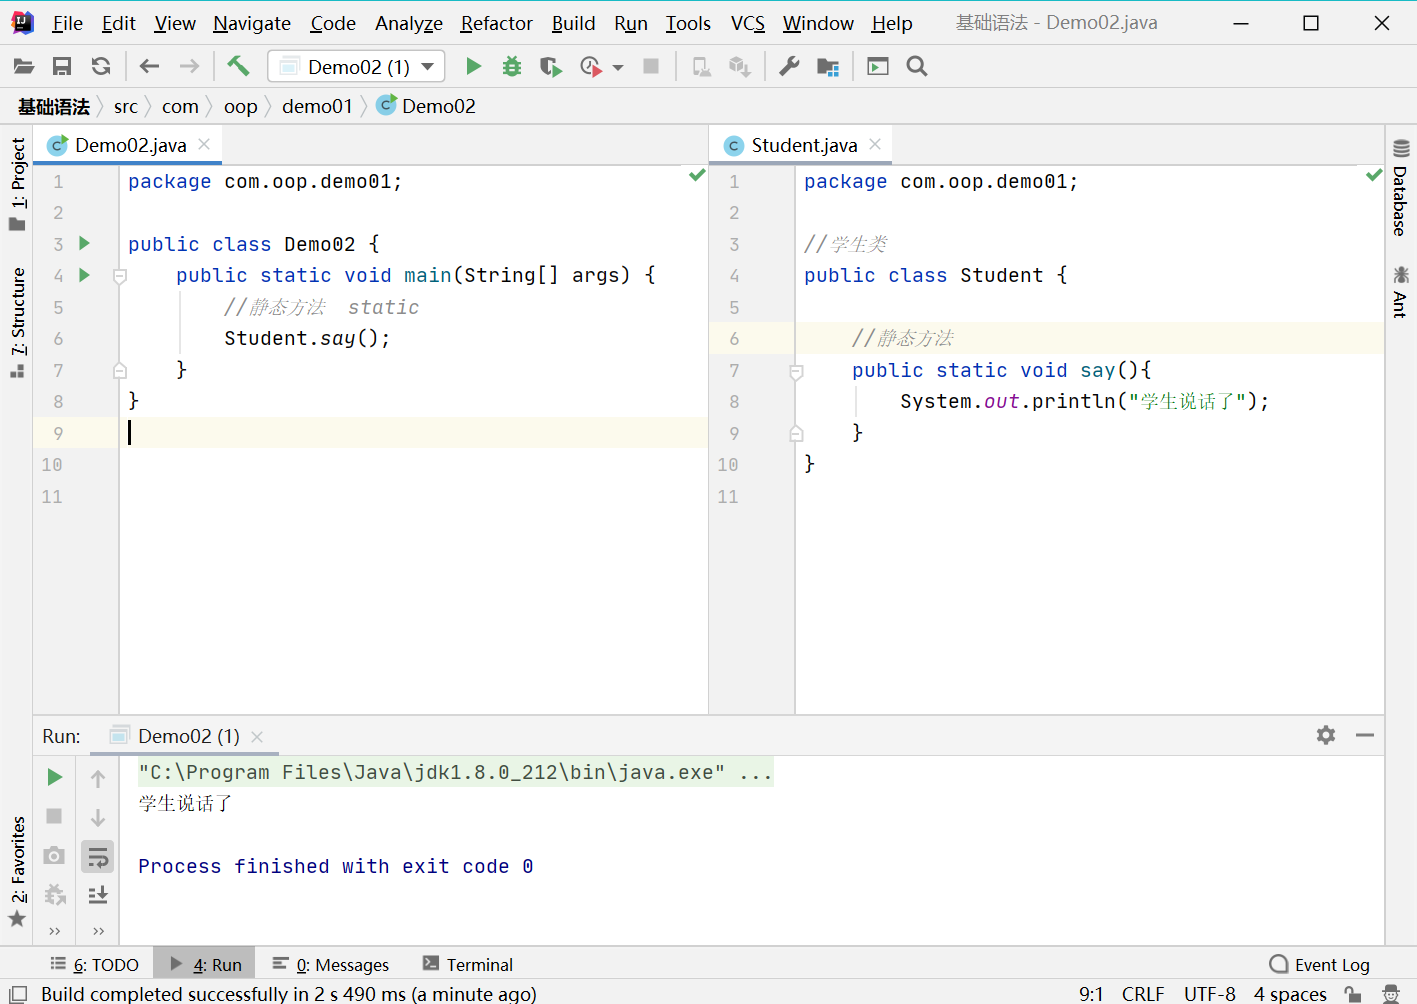 File Edit View Navigate Code Analyze Refactor Build Run Tools VCS Window Help 基础语法 - Demo02.java
Demo02 (1)
基础语法 src com oop demo01 Demo02
1: Project
7: Structure
2: Favorites
Demo02.java
1 package com.oop.demo01;
2
3 public class Demo02 {
4 public static void main(String[] args) {
5 //静态方法 static
6 Student.say();
7 }
8 }
9
10
11
Student.java
1 package com.oop.demo01;
2
3 //学生类
4 public class Student {
5
6 //静态方法
7 public static void say(){
8 System.out.println("学生说话了");
9 }
10 }
11
Database
Ant
Run: Demo02 (1)
"C:\Program Files\Java\jdk1.8.0_212\bin\java.exe" ...
学生说话了
Process finished with exit code 0
6: TODO 4: Run 0: Messages Terminal Event Log
Build completed successfully in 2 s 490 ms (a minute ago) 9:1 CRLF UTF-8 4 spaces